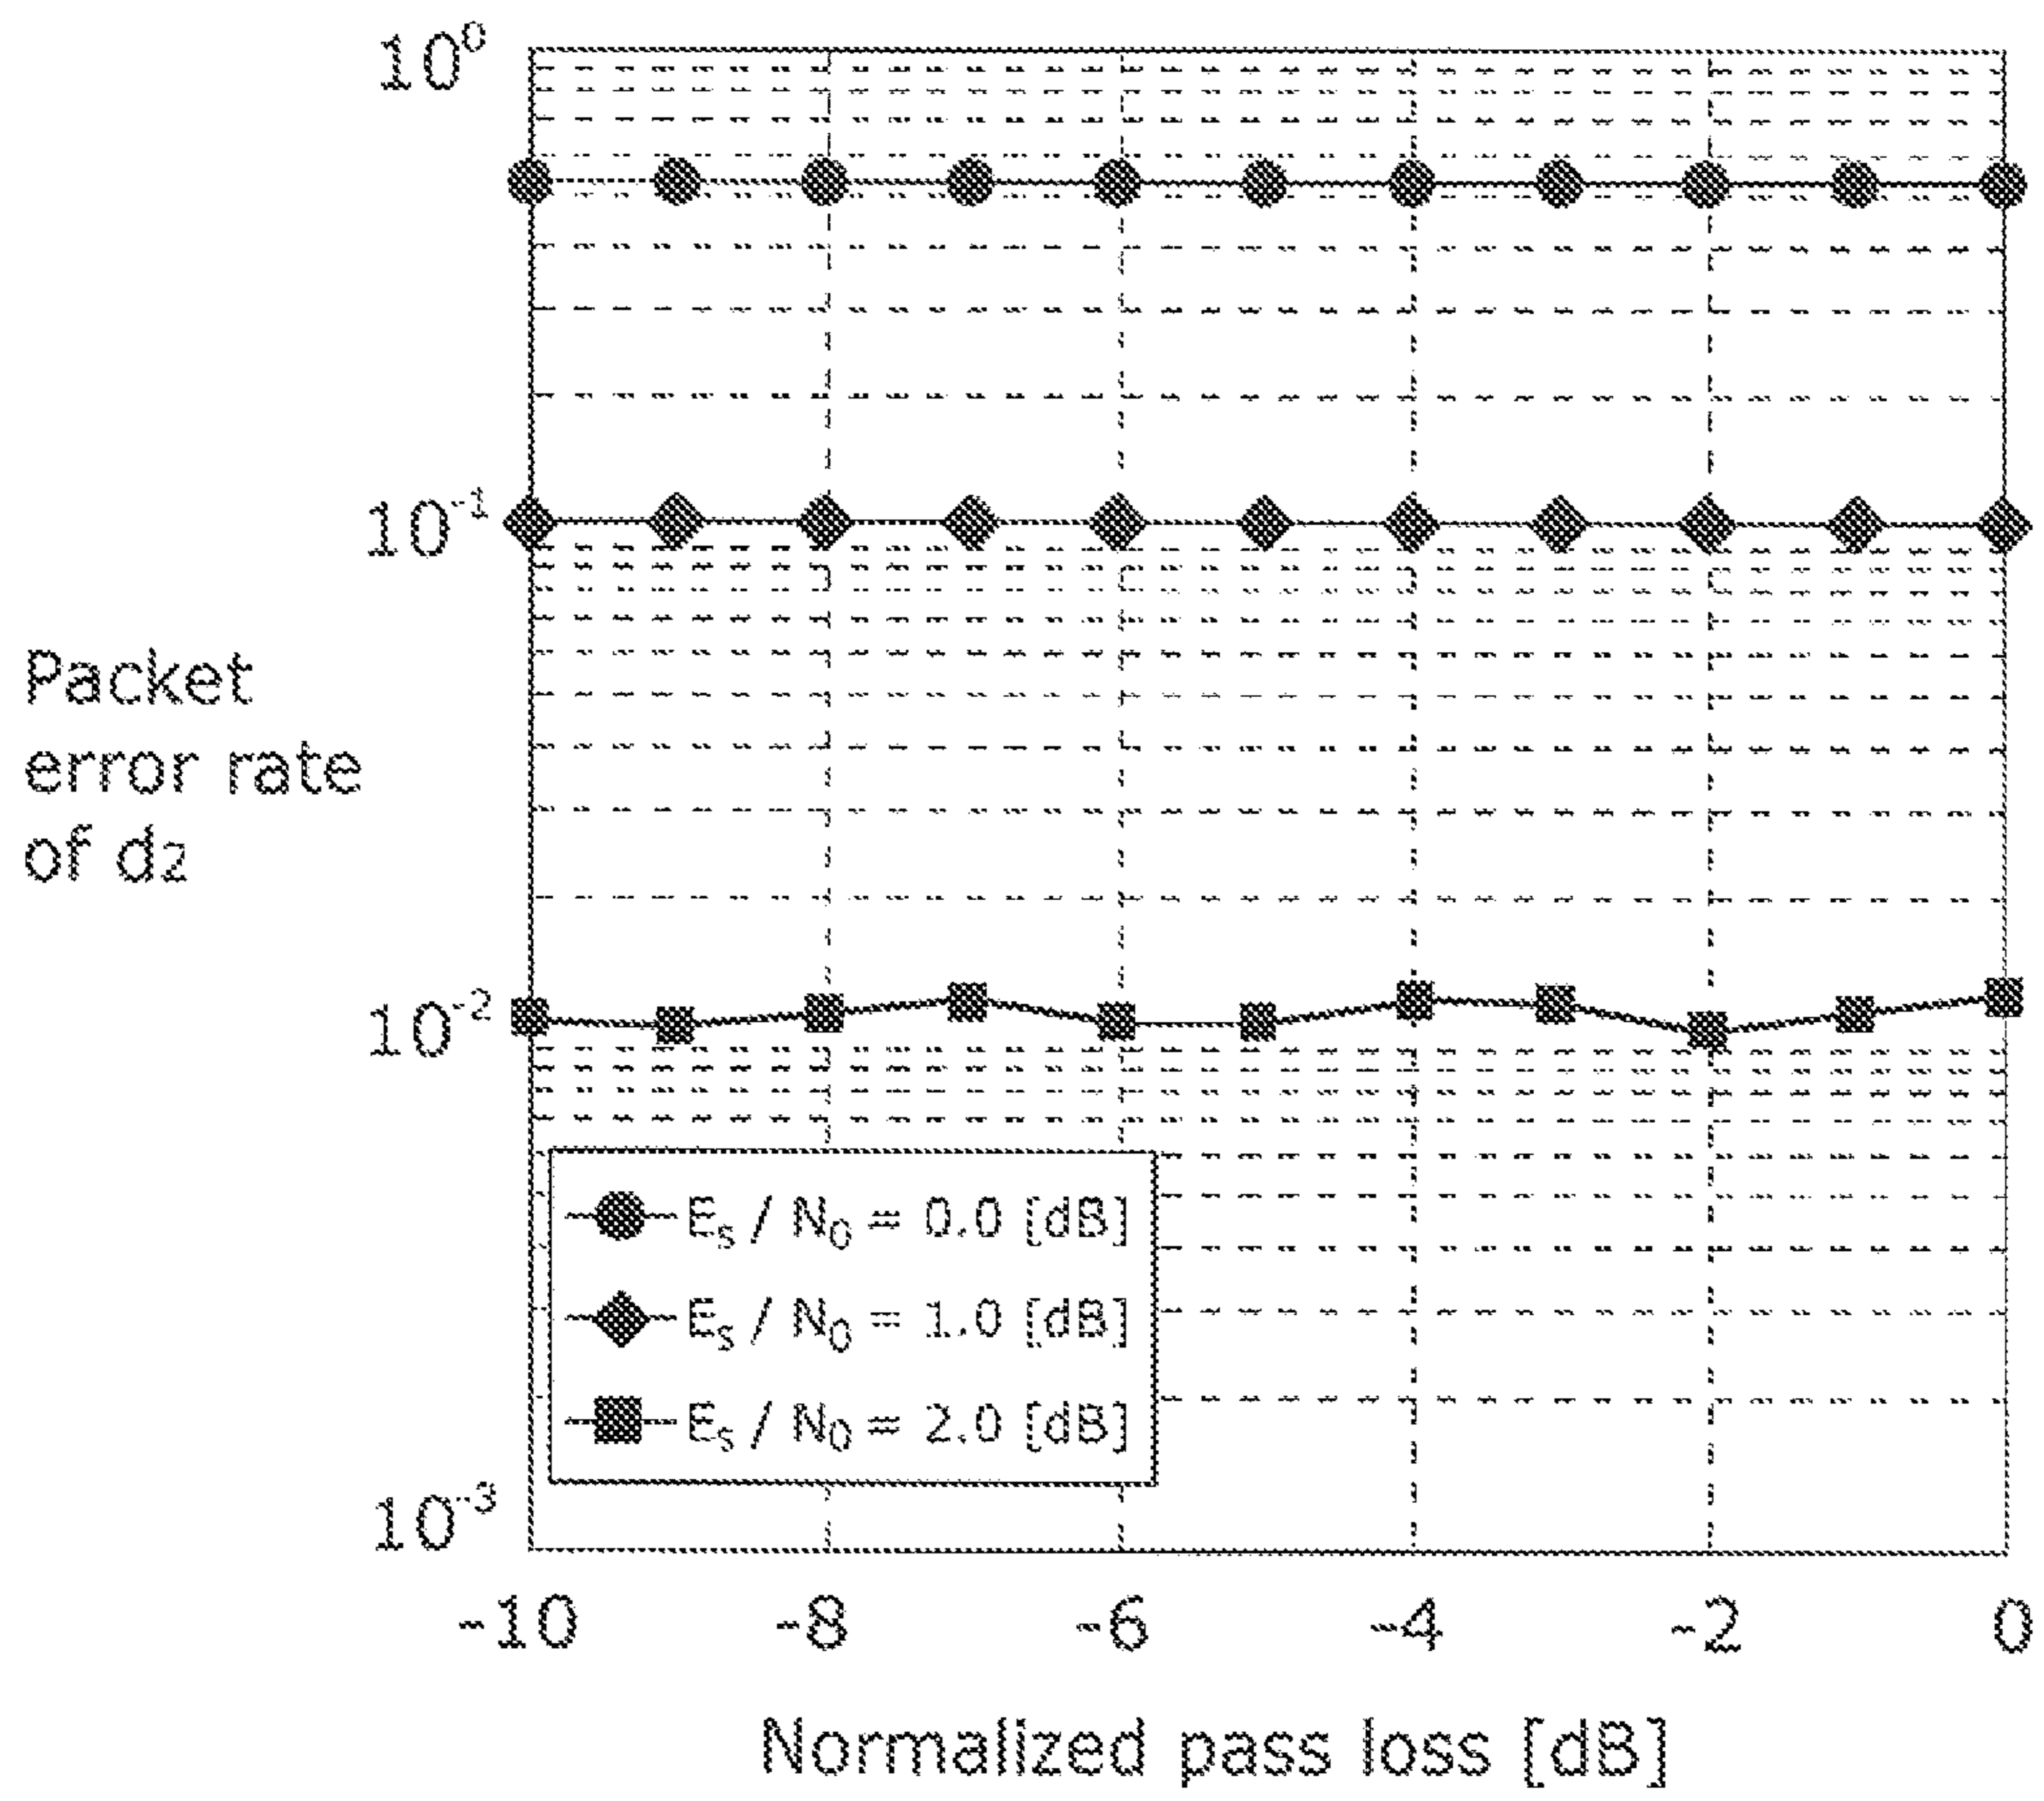 10⁰
10⁻¹
10⁻²
10⁻³
Packet
error rate
of d2
Eₛ / N₀ = 0.0 [dB]
Eₛ / N₀ = 1.0 [dB]
Eₛ / N₀ = 2.0 [dB]
-10 -8 -6 -4 -2 0
Normalized pass loss [dB]